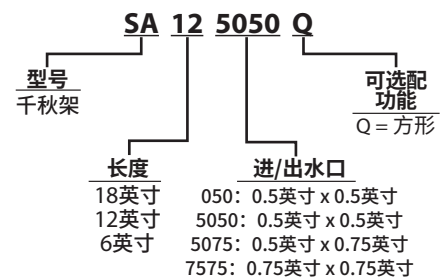 SA 12 5050 Q
型号
千秋架
可选配
功能
Q = 方形
长度
18英寸
12英寸
6英寸
进/出水口
050：0.5英寸 x 0.5英寸
5050：0.5英寸 x 0.5英寸
5075：0.5英寸 x 0.75英寸
7575：0.75英寸 x 0.75英寸